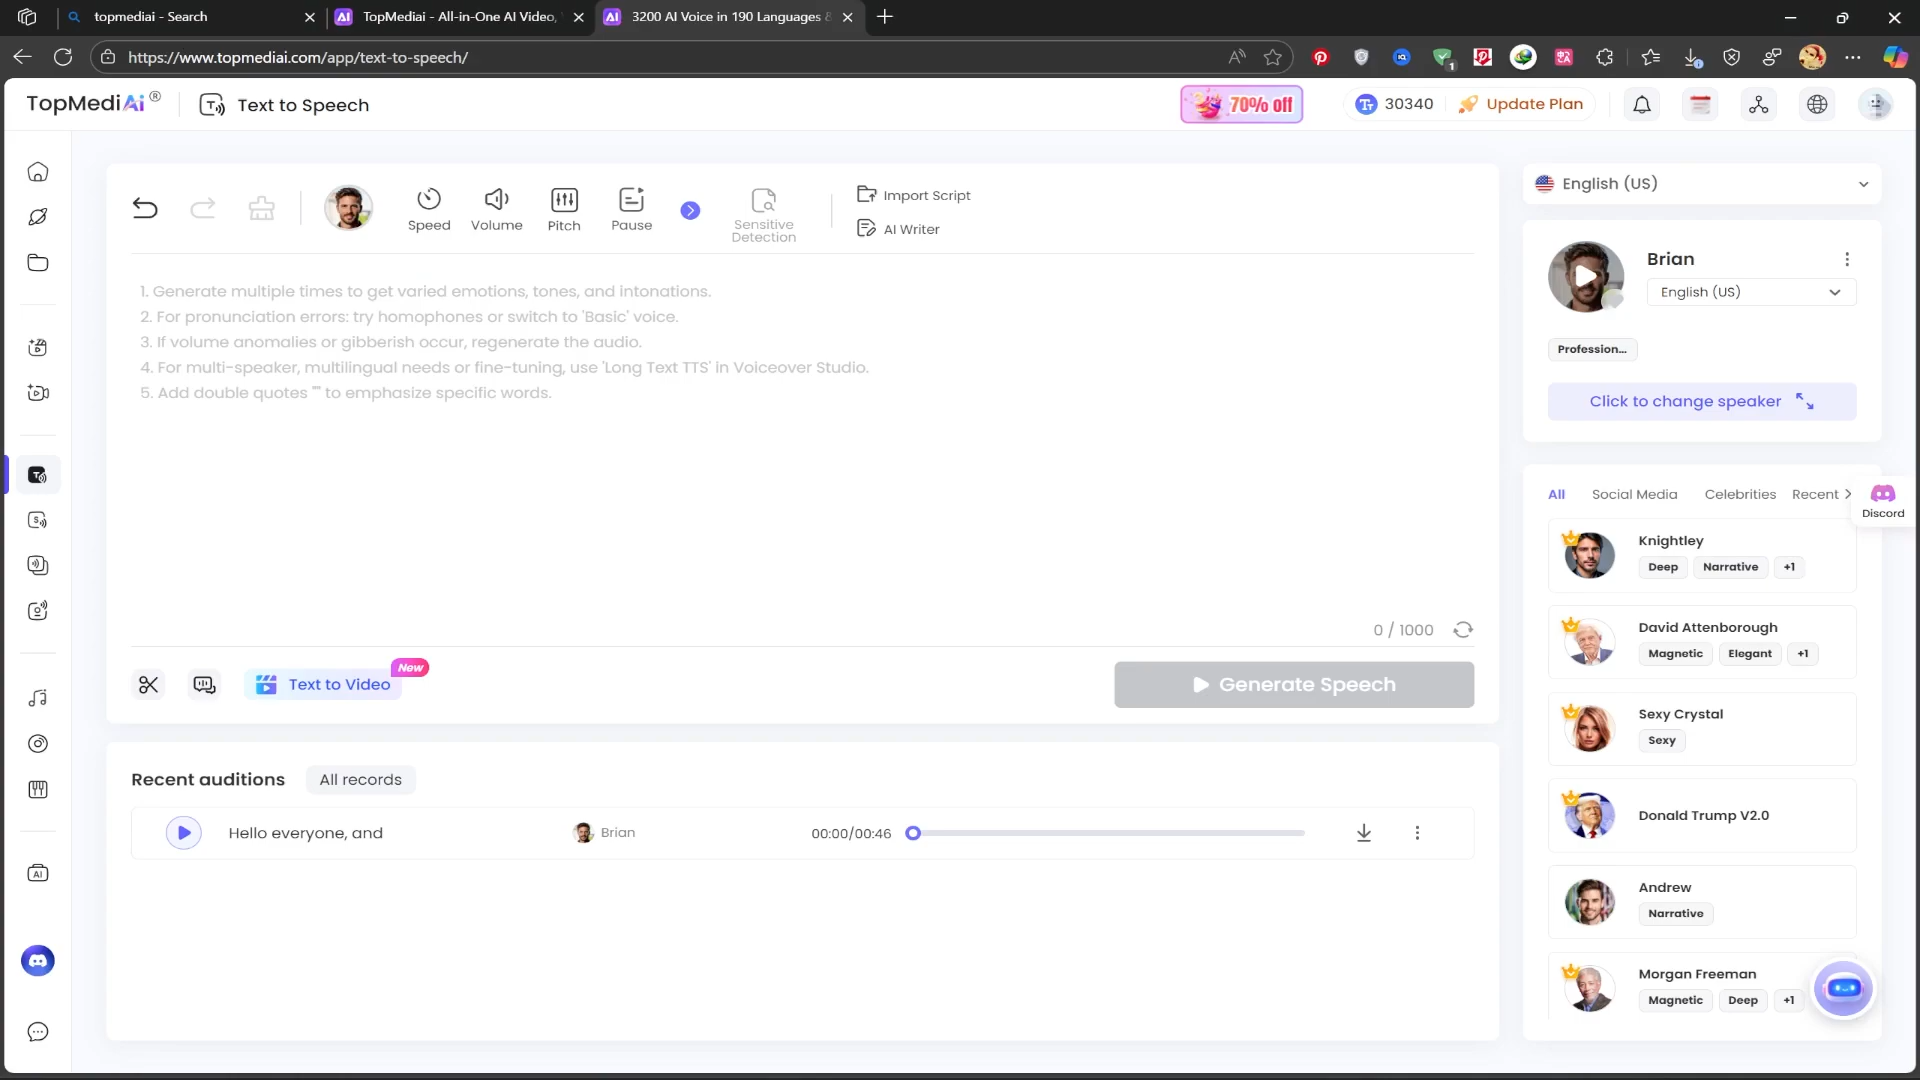 topmediai - Search
TopMediai - All-in-One AI Video,
3200 AI Voice in 190 Languages &
https://www.topmediai.com/app/text-to-speech/
TopMediAi®
Text to Speech
70% off
30340
Update Plan
Speed
Volume
Pitch
Pause
Sensitive
Detection
Import Script
AI Writer
1. Generate multiple times to get varied emotions, tones, and intonations.
2. For pronunciation errors: try homophones or switch to 'Basic' voice.
3. If volume anomalies or gibberish occur, regenerate the audio.
4. For multi-speaker, multilingual needs or fine-tuning, use 'Long Text TTS' in Voiceover Studio.
5. Add double quotes "" to emphasize specific words.
0 / 1000
Text to Video
New
Generate Speech
Recent auditions
All records
Hello everyone, and
Brian
00:00/00:46
English (US)
Brian
English (US)
Profession...
Click to change speaker
All
Social Media
Celebrities
Recent
Discord
Knightley
Deep
Narrative
+1
David Attenborough
Magnetic
Elegant
+1
Sexy Crystal
Sexy
Donald Trump V2.0
Andrew
Narrative
Morgan Freeman
Magnetic
Deep
+1